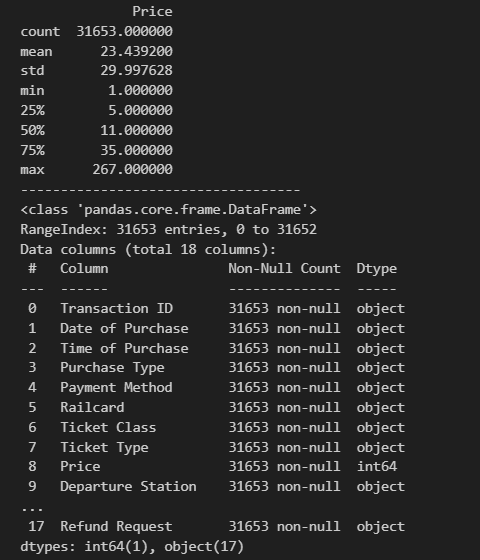 Price
count 31653.000000
mean 23.439200
std 29.997628
min 1.000000
25% 5.000000
50% 11.000000
75% 35.000000
max 267.000000
-----------------------------------
<class 'pandas.core.frame.DataFrame'>
RangeIndex: 31653 entries, 0 to 31652
Data columns (total 18 columns):
# Column Non-Null Count Dtype
--- ------ -------------- -----
0 Transaction ID 31653 non-null object
1 Date of Purchase 31653 non-null object
2 Time of Purchase 31653 non-null object
3 Purchase Type 31653 non-null object
4 Payment Method 31653 non-null object
5 Railcard 31653 non-null object
6 Ticket Class 31653 non-null object
7 Ticket Type 31653 non-null object
8 Price 31653 non-null int64
9 Departure Station 31653 non-null object
...
17 Refund Request 31653 non-null object
dtypes: int64(1), object(17)